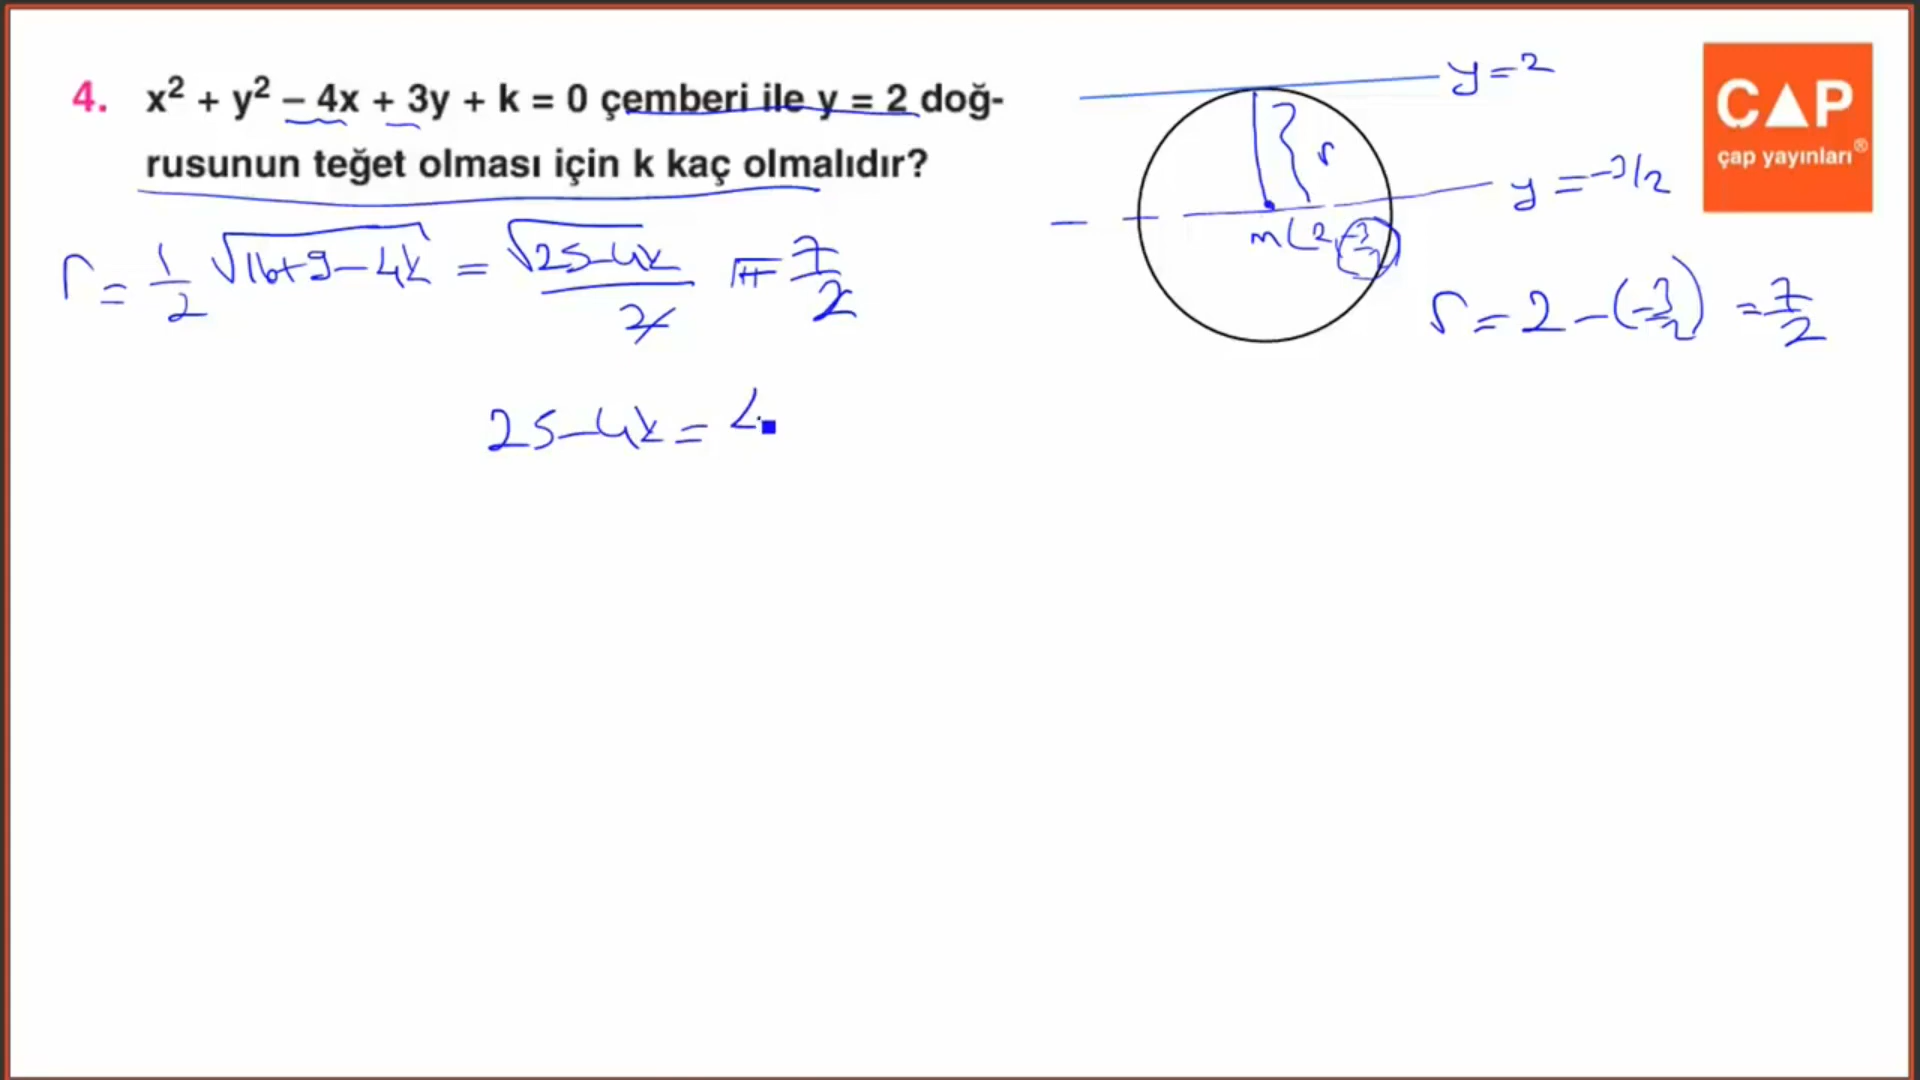 4. x² + y² – 4x + 3y + k = 0 çemberi ile y = 2 doğ-
rusunun teğet olması için k kaç olmalıdır?
y = 2
r
y = -3/2
m(2, -3/2)
ÇAP
çap yayınları®
r = 1/2 √16+9-4k = √25-4k / 2 = 7/2
r = 2 - (-3/2) = 7/2
25-4k =